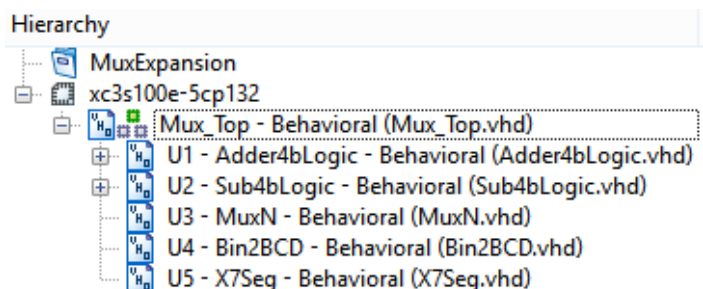 Hierarchy
MuxExpansion
xc3s100e-5cp132
Mux_Top - Behavioral (Mux_Top.vhd)
U1 - Adder4bLogic - Behavioral (Adder4bLogic.vhd)
U2 - Sub4bLogic - Behavioral (Sub4bLogic.vhd)
U3 - MuxN - Behavioral (MuxN.vhd)
U4 - Bin2BCD - Behavioral (Bin2BCD.vhd)
U5 - X7Seg - Behavioral (X7Seg.vhd)